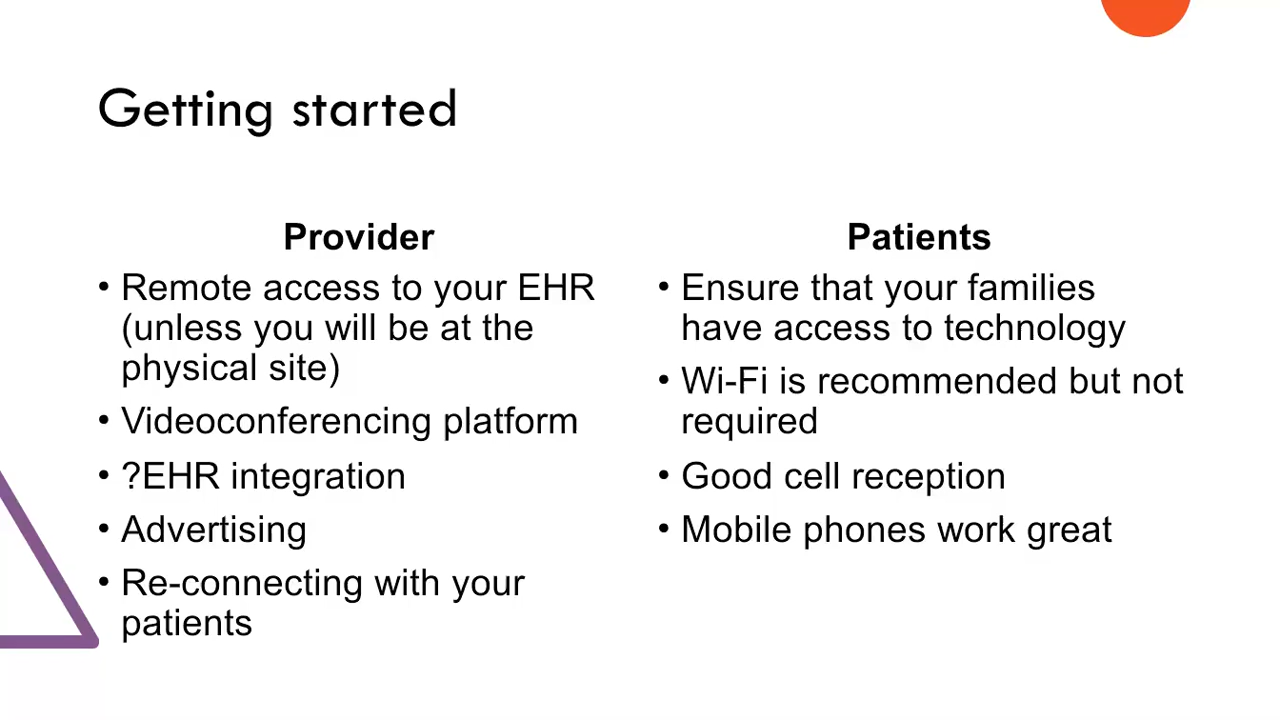 Getting started
Provider
• Remote access to your EHR
(unless you will be at the
physical site)
• Videoconferencing platform
• ?EHR integration
• Advertising
• Re-connecting with your
patients
Patients
• Ensure that your families
have access to technology
• Wi-Fi is recommended but not
required
• Good cell reception
• Mobile phones work great